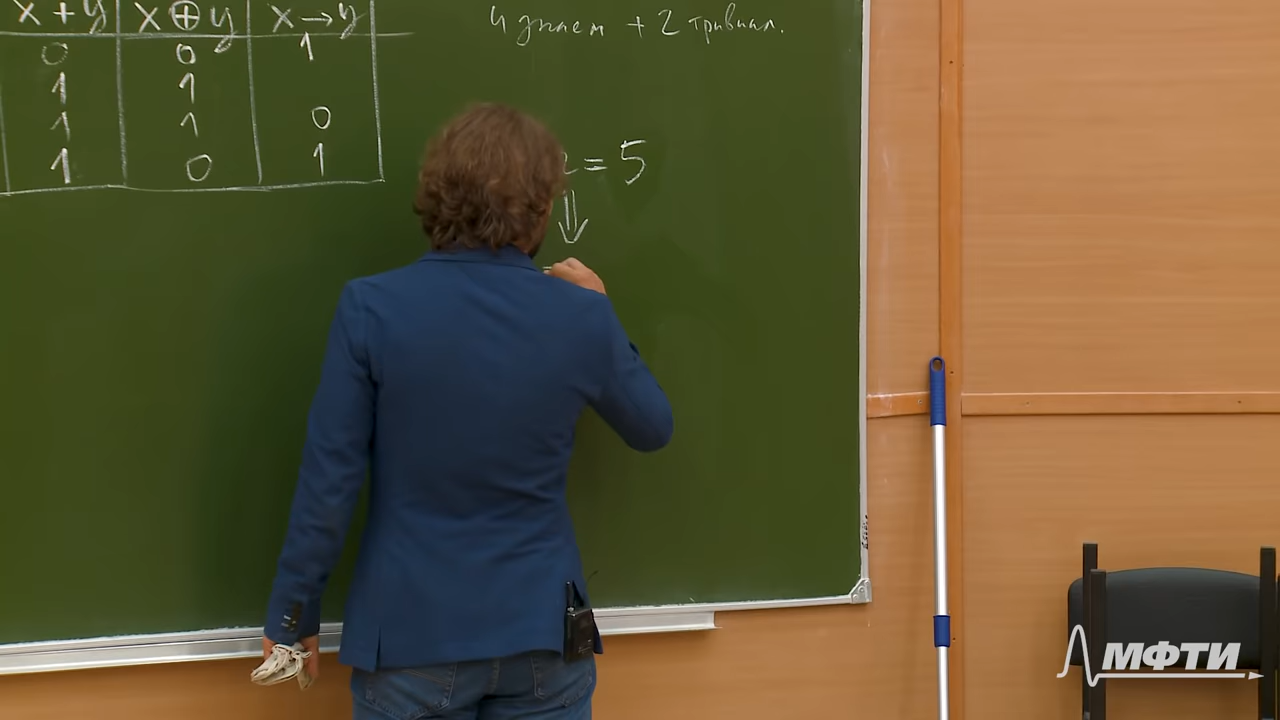 x + y x ⊕ y x → y
0 0 1
1 1
1 1 0
1 0 1
4 знаем + 2 тривиал.
= 5
⇓
МФТИ